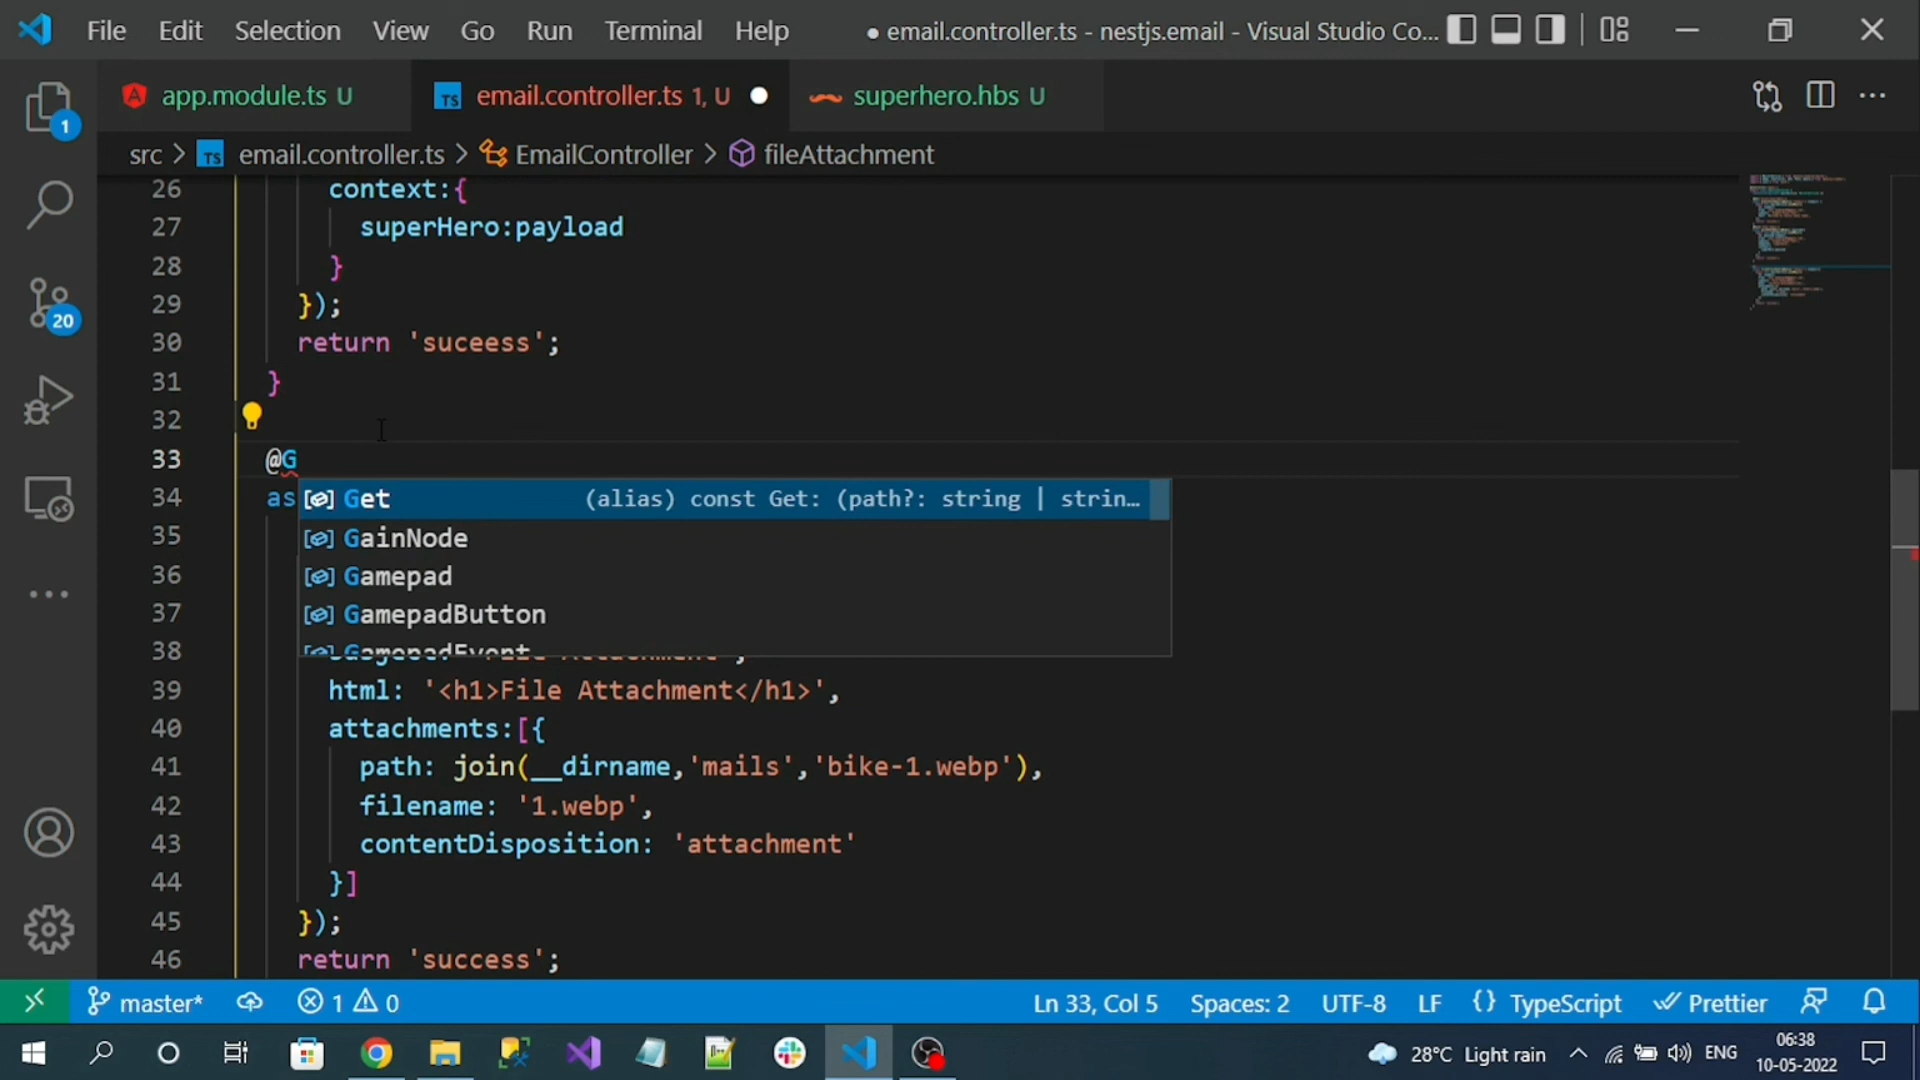 File Edit Selection View Go Run Terminal Help ● email.controller.ts - nestjs.email - Visual Studio Co...
app.module.ts U TS email.controller.ts 1, U superhero.hbs U
1
src > TS email.controller.ts > EmailController > fileAttachment
26 context:{
27 superHero:payload
28 }
29 });
30 return 'suceess';
31 }
32
33 @G
34 as
Get (alias) const Get: (path?: string | strin…
35
GainNode
36
Gamepad
37
GamepadButton
38
GamepadEvent
39 html: '<h1>File Attachment</h1>',
40 attachments:[{
41 path: join(__dirname,'mails','bike-1.webp'),
42 filename: '1.webp',
43 contentDisposition: 'attachment'
44 }]
45 });
46 return 'success';
20
master* 1 0 Ln 33, Col 5 Spaces: 2 UTF-8 LF {} TypeScript Prettier
28°C Light rain ENG 06:38
10-05-2022